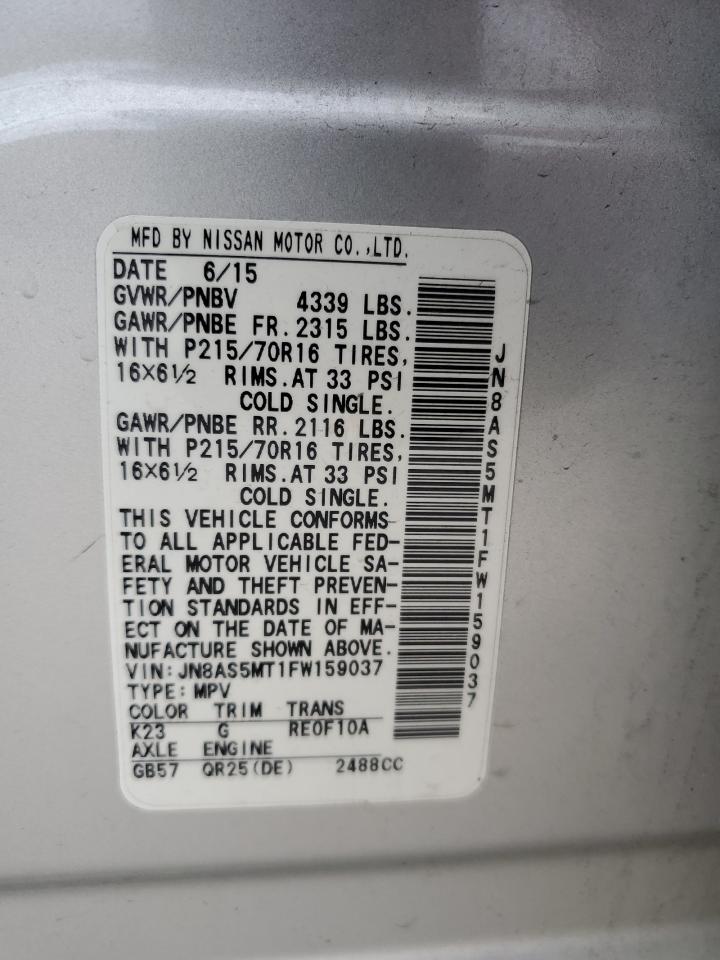 MFD BY NISSAN MOTOR CO.,LTD.
DATE 6/15
GVWR/PNBV 4339 LBS.
GAWR/PNBE FR.2315 LBS.
WITH P215/70R16 TIRES,
16X6½ RIMS.AT 33 PSI
COLD SINGLE.
GAWR/PNBE RR.2116 LBS.
WITH P215/70R16 TIRES,
16X6½ RIMS.AT 33 PSI
COLD SINGLE.
THIS VEHICLE CONFORMS
TO ALL APPLICABLE FED-
ERAL MOTOR VEHICLE SA-
FETY AND THEFT PREVEN-
TION STANDARDS IN EFF-
ECT ON THE DATE OF MA-
NUFACTURE SHOWN ABOVE.
VIN:JN8AS5MT1FW159037
TYPE:MPV
COLOR TRIM TRANS
K23 G RE0F10A
AXLE ENGINE
GB57 QR25(DE) 2488CC
JN8AS5MT1FW159037